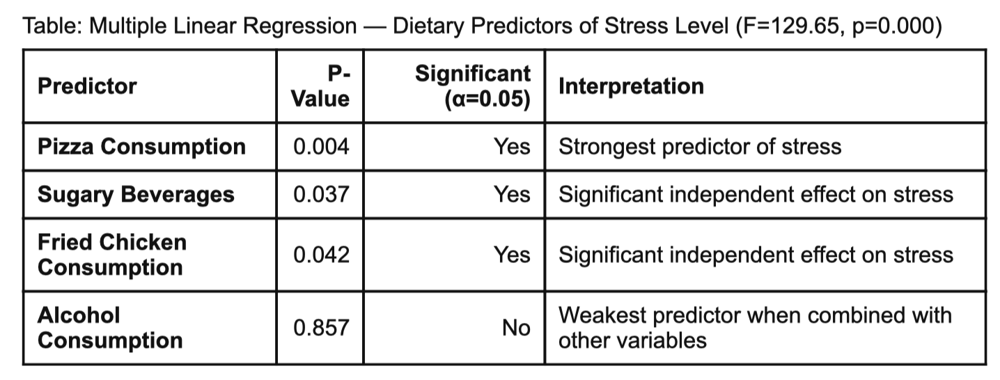 Table: Multiple Linear Regression — Dietary Predictors of Stress Level (F=129.65, p=0.000)
Predictor
P-
Value
Significant
(α=0.05)
Interpretation
Pizza Consumption
0.004
Yes
Strongest predictor of stress
Sugary Beverages
0.037
Yes
Significant independent effect on stress
Fried Chicken
Consumption
0.042
Yes
Significant independent effect on stress
Alcohol
Consumption
0.857
No
Weakest predictor when combined with
other variables